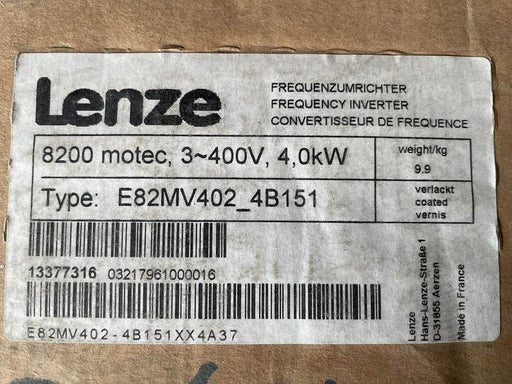 Lenze
FREQUENZUMRICHTER
FREQUENCY INVERTER
CONVERTISSEUR DE FREQUENCE
8200 motec, 3~400V, 4,0kW
weight/kg
9.9
Type: E82MV402_4B151
verlackt
coated
vernis
13377316 03217961000016
E82MV402-4B151XX4A37
Lenze
Hans-Lenze-Straße 1
D-31855 Aerzen
Made in France